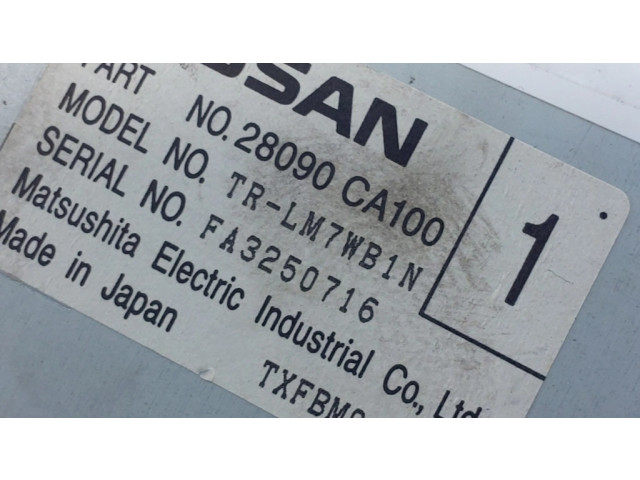 SSAN
PART NO. 28090 CA100
MODEL NO. TR-LM7WB1N
SERIAL NO. FA3250716
Matsushita Electric Industrial Co., Ltd
Made in Japan
TXFBM
1